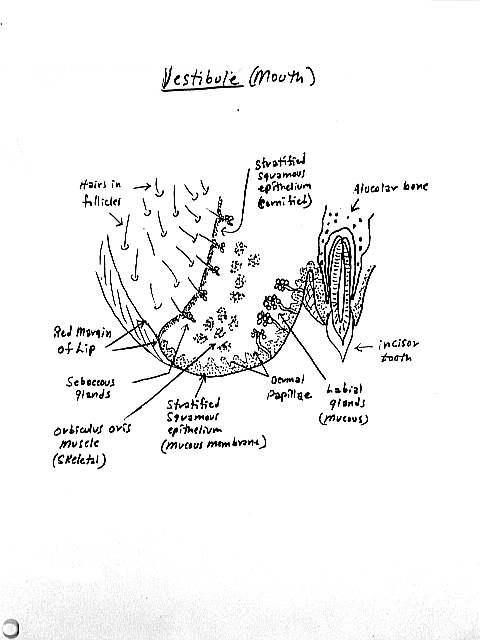 Vestibule (Mouth)
Hairs in
follicles
Stratified
squamous
epithelium
(cornified)
Alveolar bone
Red Margin
of Lip
incisor
tooth
Sebaceous
glands
Dermal
Papillae
Labial
glands
(mucous)
Stratified
Squamous
epithelium
(mucous membrane)
Orbiculus oris
muscle
(Skeletal)